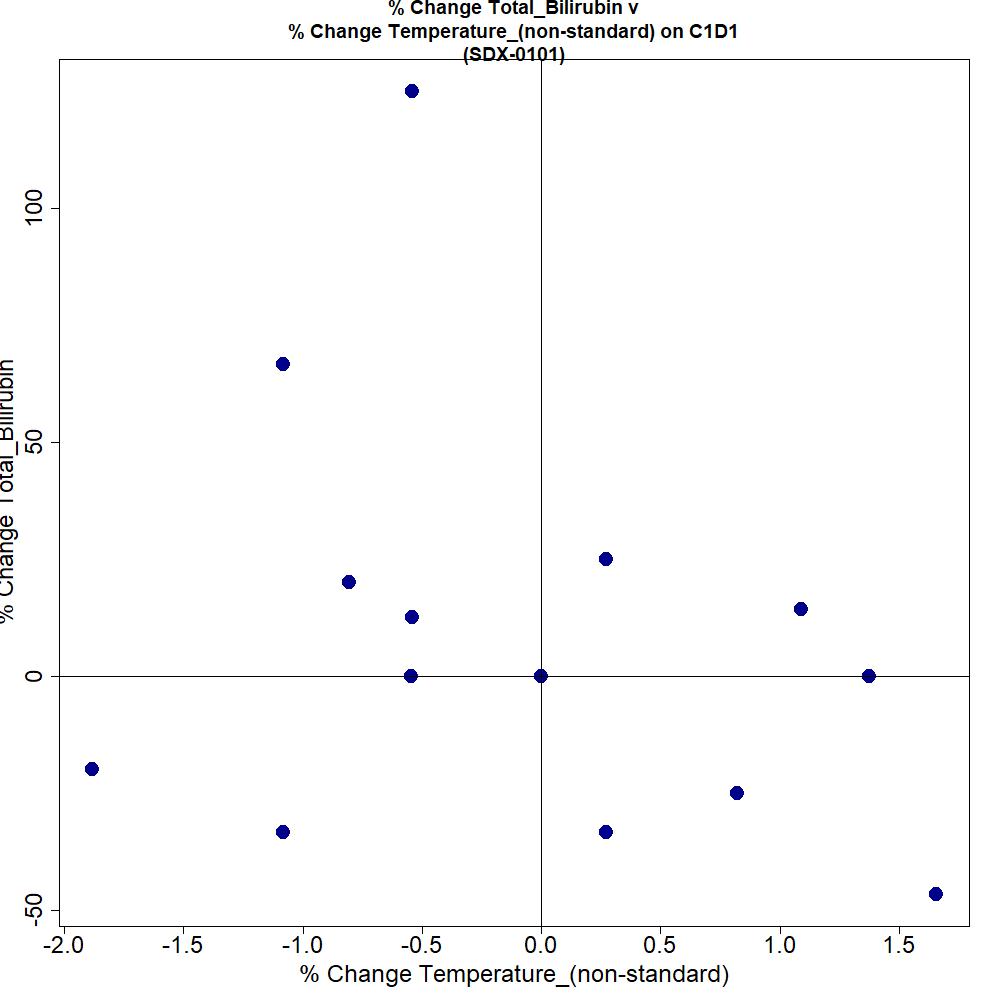 % Change Total_Bilirubin v
% Change Temperature_(non-standard) on C1D1
(SDX-0101)
% Change Total_Bilirubin
100
50
0
-50
-2.0 -1.5 -1.0 -0.5 0.0 0.5 1.0 1.5
% Change Temperature_(non-standard)